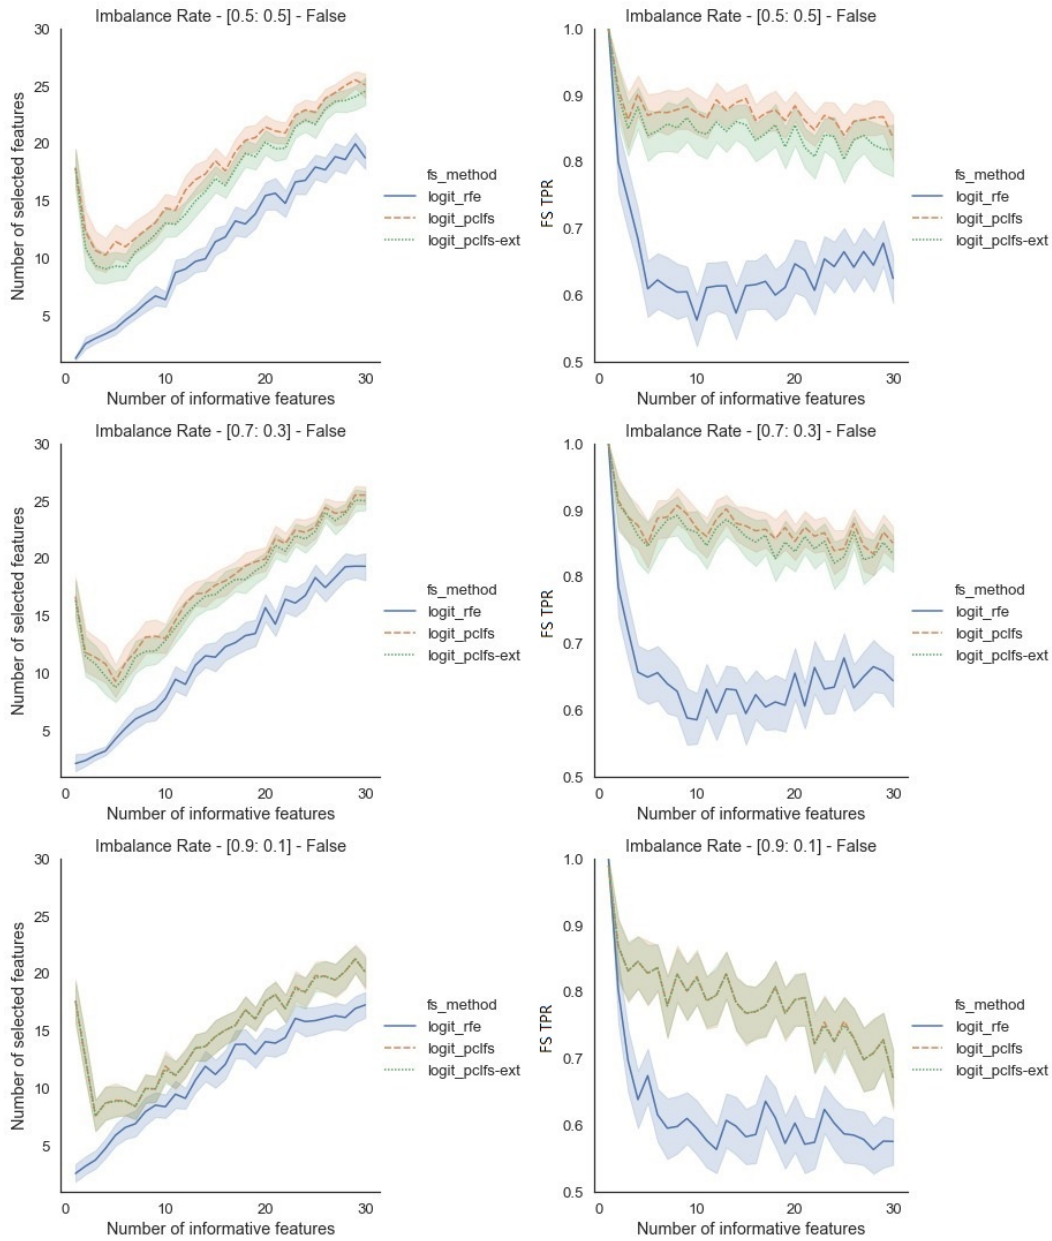 Imbalance Rate - [0.5: 0.5] - False
Number of selected features
30
25
20
15
10
5
0
10
20
30
Number of informative features
fs_method
logit_rfe
logit_pclfs
logit_pclfs-ext
Imbalance Rate - [0.5: 0.5] - False
FS TPR
1.0
0.9
0.8
0.7
0.6
0.5
0
10
20
30
Number of informative features
fs_method
logit_rfe
logit_pclfs
logit_pclfs-ext
Imbalance Rate - [0.7: 0.3] - False
Number of selected features
30
25
20
15
10
5
0
10
20
30
Number of informative features
fs_method
logit_rfe
logit_pclfs
logit_pclfs-ext
Imbalance Rate - [0.7: 0.3] - False
FS TPR
1.0
0.9
0.8
0.7
0.6
0.5
0
10
20
30
Number of informative features
fs_method
logit_rfe
logit_pclfs
logit_pclfs-ext
Imbalance Rate - [0.9: 0.1] - False
Number of selected features
30
25
20
15
10
5
0
10
20
30
Number of informative features
fs_method
logit_rfe
logit_pclfs
logit_pclfs-ext
Imbalance Rate - [0.9: 0.1] - False
FS TPR
1.0
0.9
0.8
0.7
0.6
0.5
0
10
20
30
Number of informative features
fs_method
logit_rfe
logit_pclfs
logit_pclfs-ext